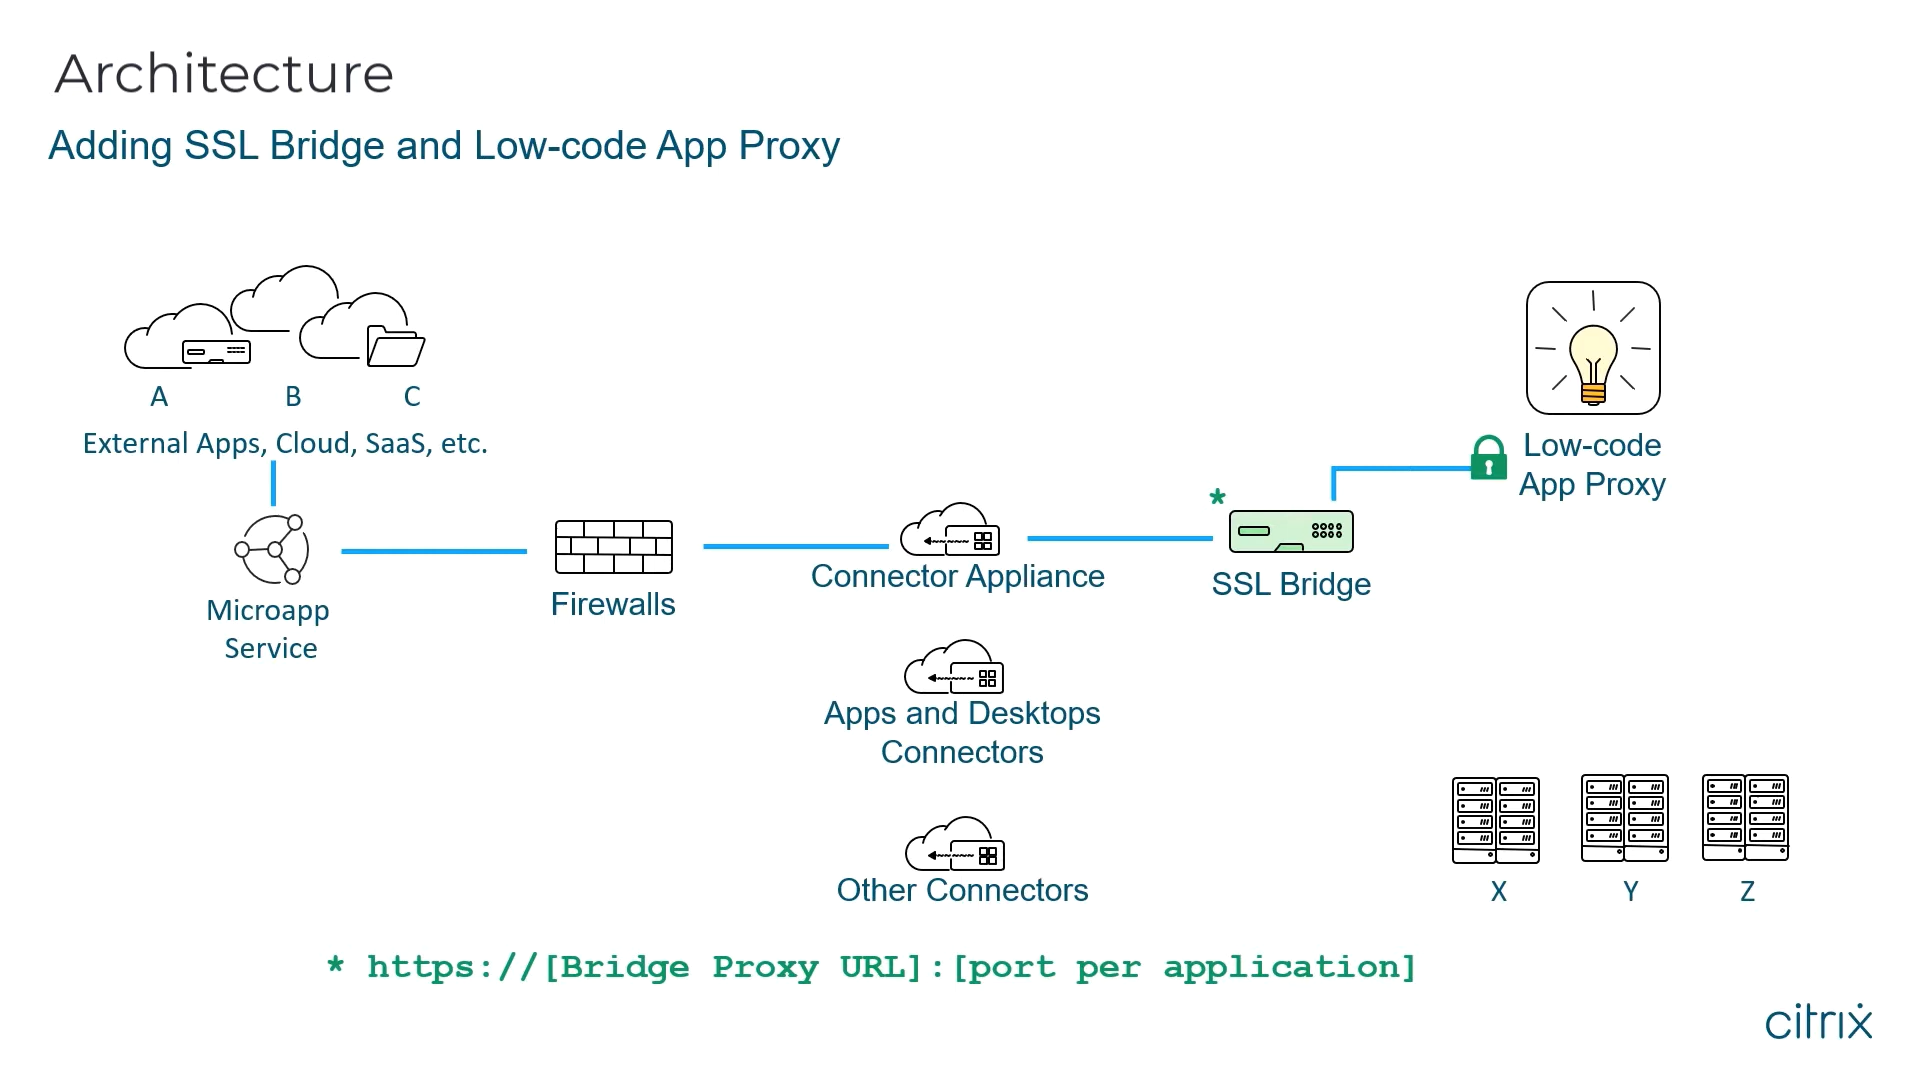 Architecture
Adding SSL Bridge and Low-code App Proxy
A
B
C
External Apps, Cloud, SaaS, etc.
Low-code
App Proxy
*
Microapp
Service
Firewalls
Connector Appliance
SSL Bridge
Apps and Desktops
Connectors
Other Connectors
X
Y
Z
* https://[Bridge Proxy URL]:[port per application]
citrix